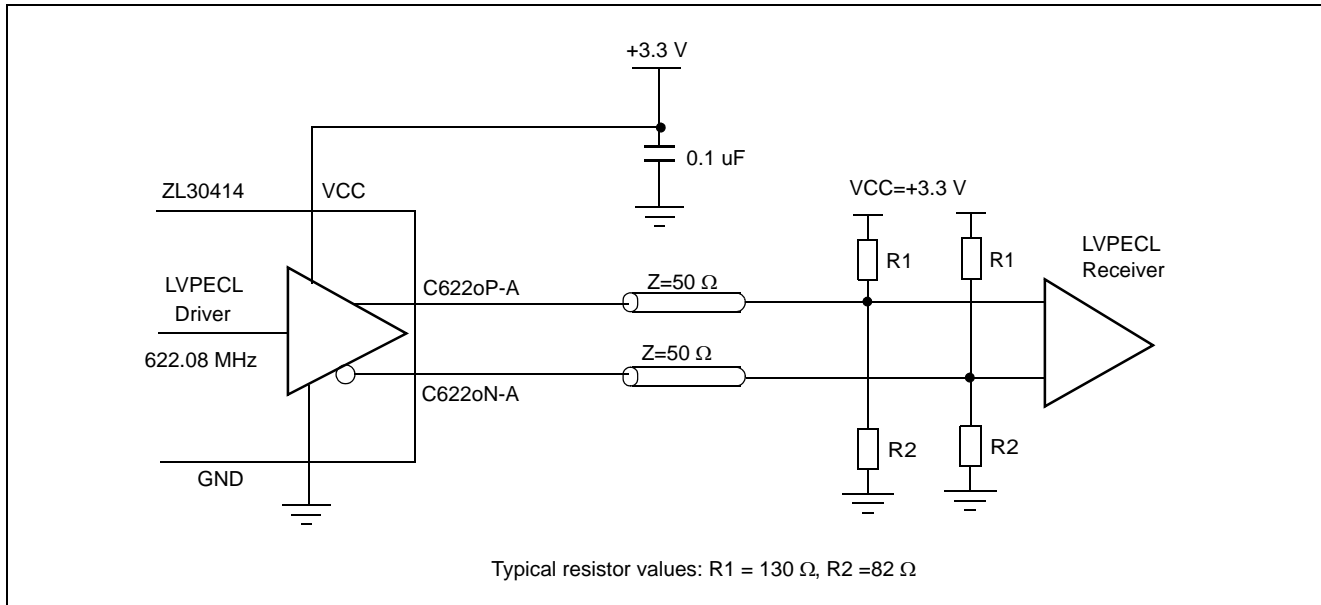 +3.3 V
0.1 uF
ZL30414
VCC
VCC=+3.3 V
R1
R1
LVPECL
Receiver
LVPECL
Driver
622.08 MHz
C622oP-A
Z=50 Ω
Z=50 Ω
C622oN-A
R2
R2
GND
Typical resistor values: R1 = 130 Ω, R2 =82 Ω